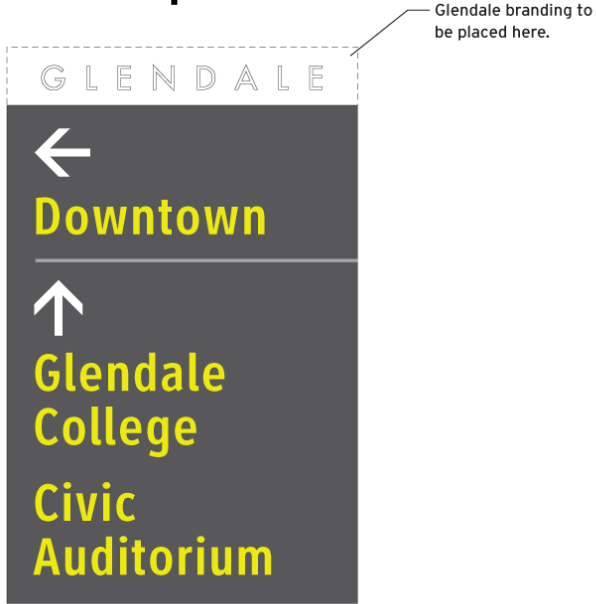 Glendale branding to
be placed here.
GLENDALE
Downtown
Glendale
College
Civic
Auditorium